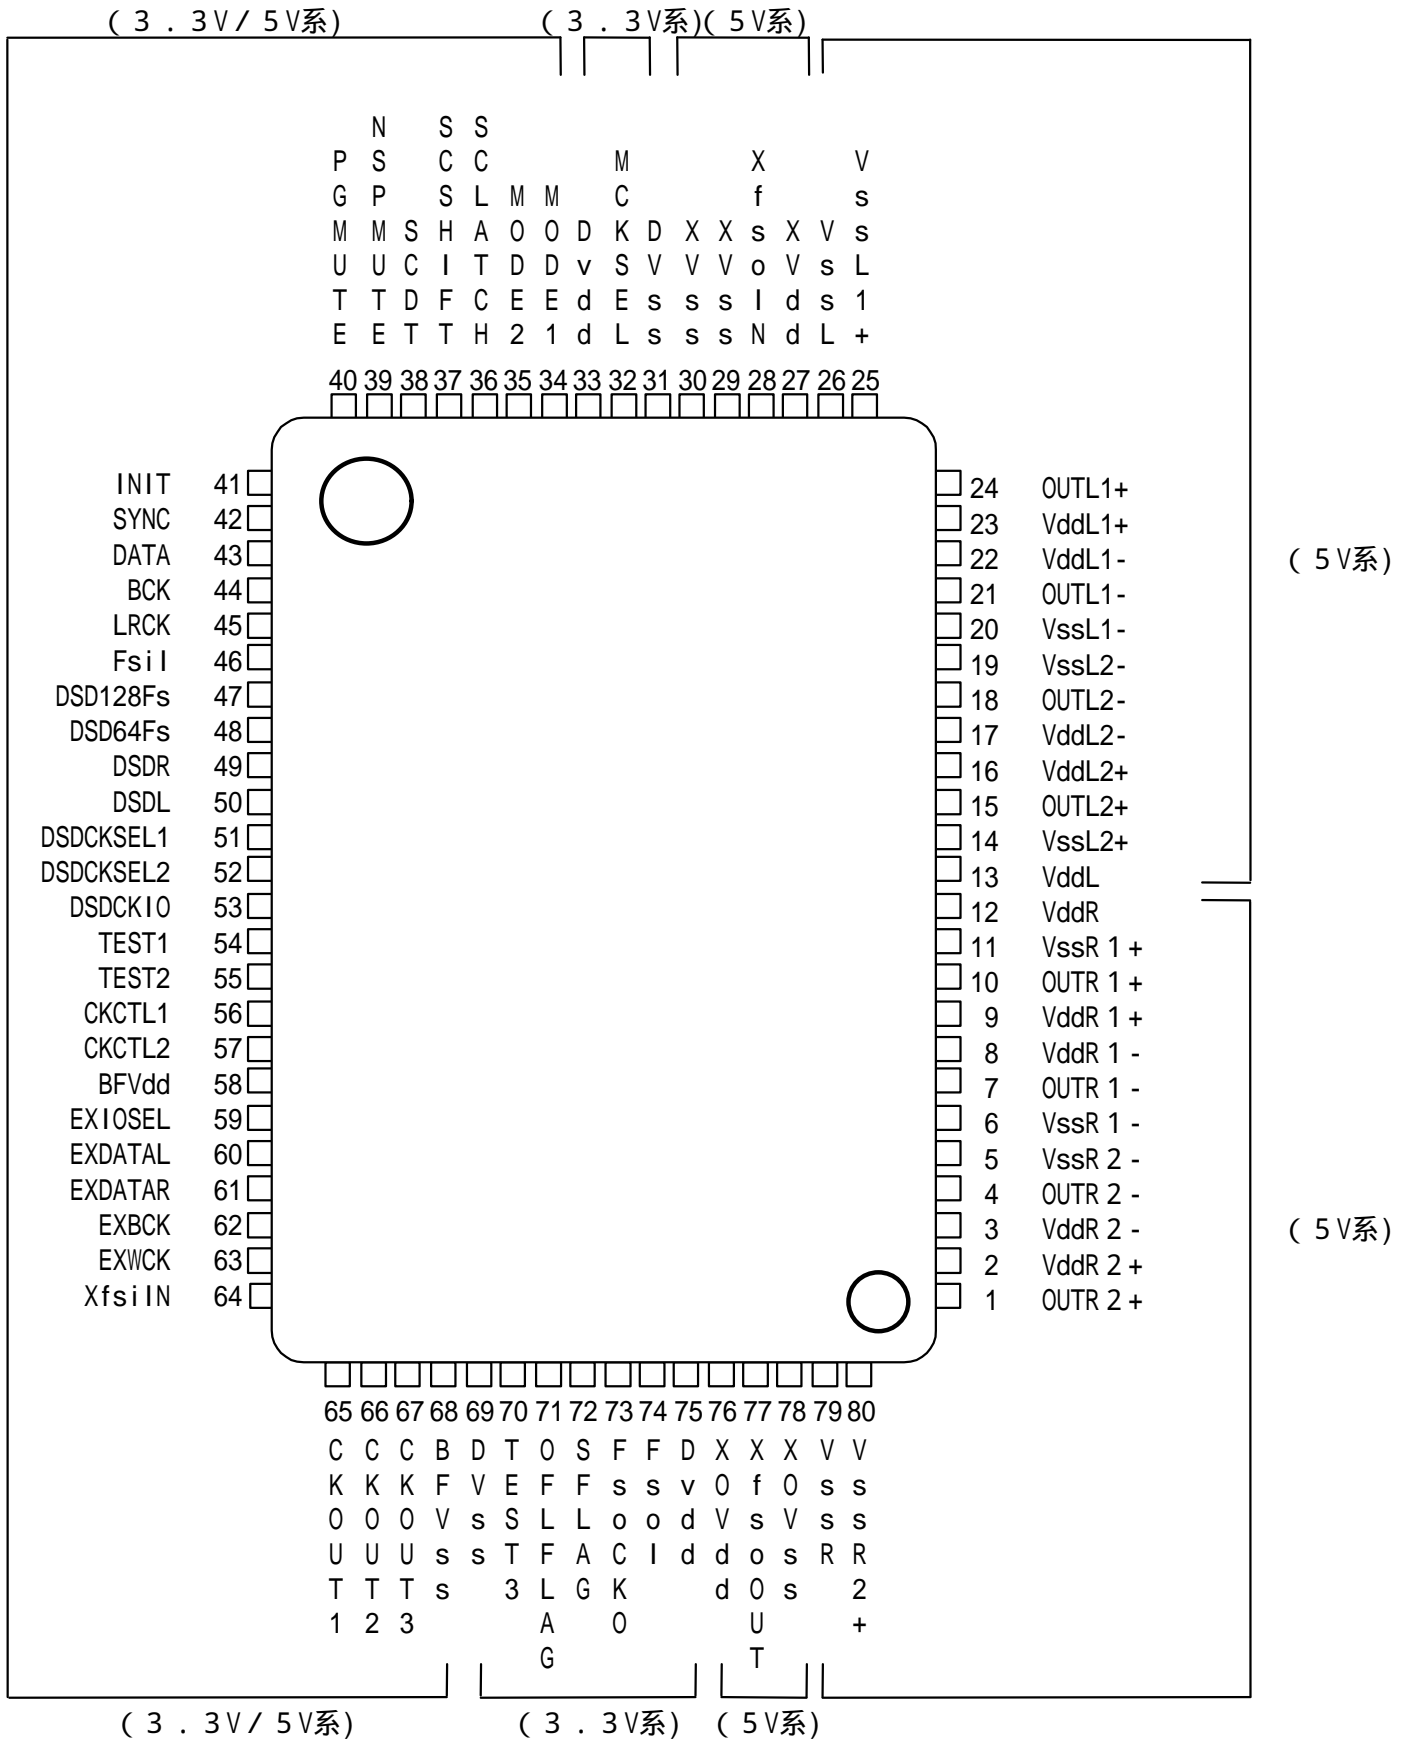 (３．３V/５V系)
(３．３V系)
(５V系)
PGMUTE
NSPMUTE
SCDT
SCSHIFT
SCLATCH
MODE2
MODE1
Dvdd
MCKSEL
DVss
XVss
XVss
XfsoIN
XVdd
VssL
VssL1+
40 39 38 37 36 35 34 33 32 31 30 29 28 27 26 25
INIT 41
SYNC 42
DATA 43
BCK 44
LRCK 45
FsiI 46
DSD128Fs 47
DSD64Fs 48
DSDR 49
DSDL 50
DSDCKSEL1 51
DSDCKSEL2 52
DSDCKIO 53
TEST1 54
TEST2 55
CKCTL1 56
CKCTL2 57
BFVdd 58
EXIOSEL 59
EXDATAL 60
EXDATAR 61
EXBCK 62
EXWCK 63
XfsiIN 64
24 OUTL1+
23 VddL1+
22 VddL1-
21 OUTL1-
20 VssL1-
19 VssL2-
18 OUTL2-
17 VddL2-
16 VddL2+
15 OUTL2+
14 VssL2+
13 VddL
12 VddR
11 VssR1+
10 OUTR1+
9 VddR1+
8 VddR1-
7 OUTR1-
6 VssR1-
5 VssR2-
4 OUTR2-
3 VddR2-
2 VddR2+
1 OUTR2+
(５V系)
(５V系)
65 66 67 68 69 70 71 72 73 74 75 76 77 78 79 80
CKOUT1
CKOUT2
CKOUT3
BFVss
DVss
TEST3
OFLFLAG
SFLAG
FsoCKO
FsoI
Dvdd
XOVdd
XfsoOUT
XOVss
VssR
VssR2+
(３．３V/５V系)
(３．３V系)
(５V系)